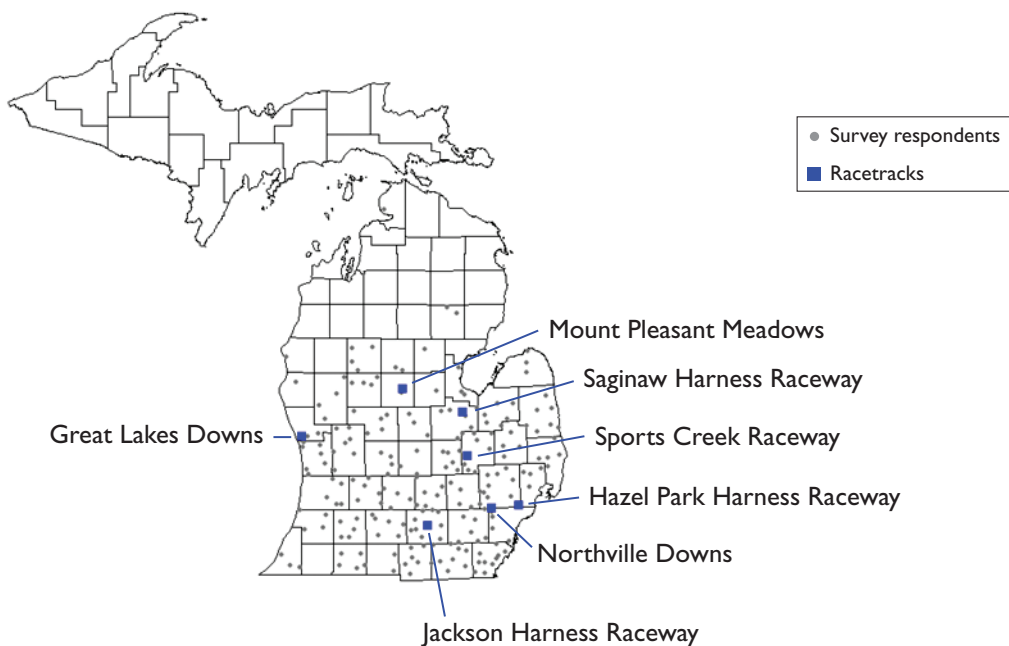 Survey respondents
Racetracks
Mount Pleasant Meadows
Saginaw Harness Raceway
Great Lakes Downs
Sports Creek Raceway
Hazel Park Harness Raceway
Northville Downs
Jackson Harness Raceway